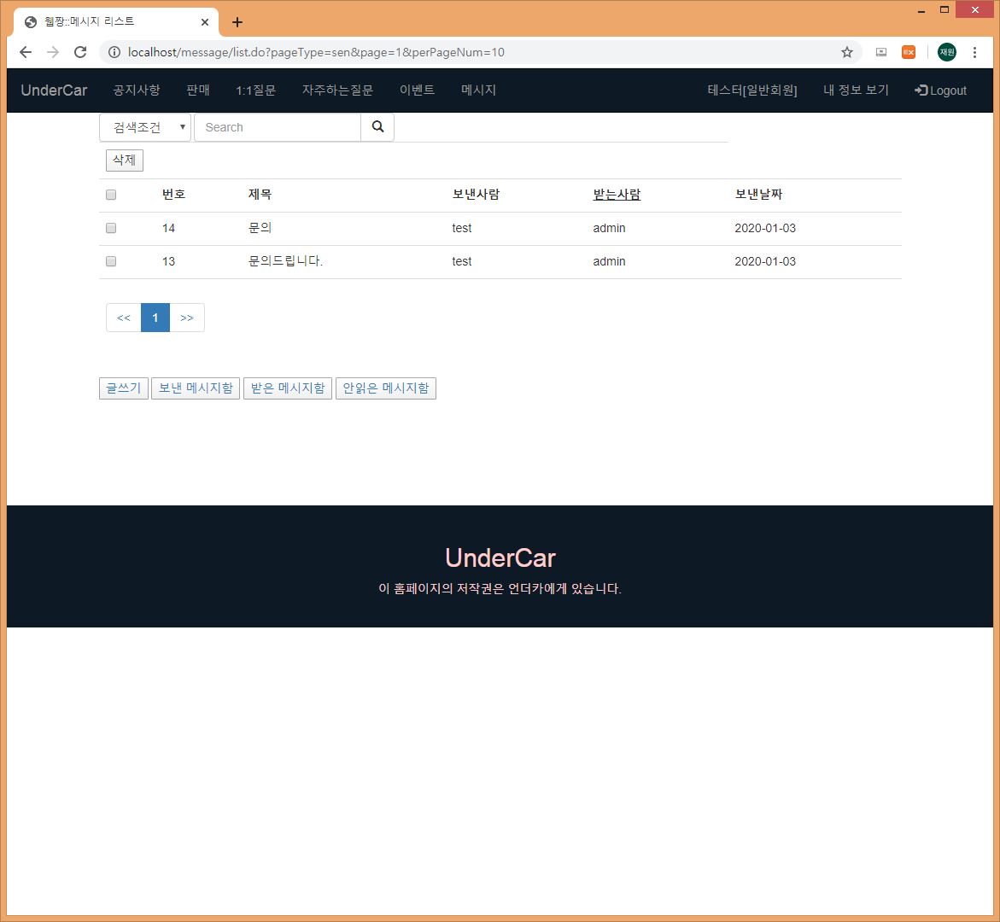 웹짱::메시지 리스트
localhost/message/list.do?pageType=sen&page=1&perPageNum=10
재원
UnderCar 공지사항 판매 1:1질문 자주하는질문 이벤트 메시지 테스터[일반회원] 내 정보 보기 Logout
검색조건 Search
삭제
번호 제목 보낸사람 받는사람 보낸날짜
14 문의 test admin 2020-01-03
13 문의드립니다. test admin 2020-01-03
<< 1 >>
글쓰기 보낸 메시지함 받은 메시지함 안읽은 메시지함
UnderCar
이 홈페이지의 저작권은 언더카에게 있습니다.